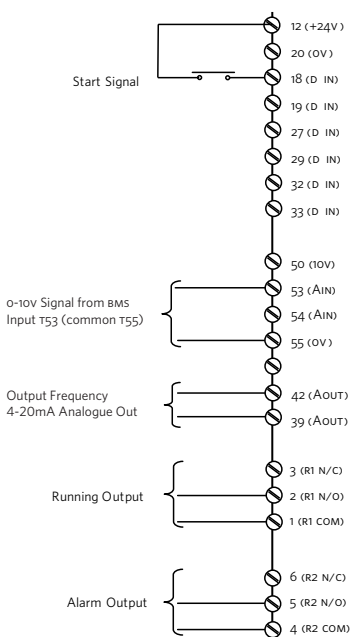 12 (+24V)
20 (0V)
Start Signal
18 (D IN)
19 (D IN)
27 (D IN)
29 (D IN)
32 (D IN)
33 (D IN)
50 (10V)
0-10V Signal from BMS
Input T53 (common T55)
53 (AIN)
54 (AIN)
55 (0V)
Output Frequency
4-20mA Analogue Out
42 (AOUT)
39 (AOUT)
Running Output
3 (R1 N/C)
2 (R1 N/O)
1 (R1 COM)
Alarm Output
6 (R2 N/C)
5 (R2 N/O)
4 (R2 COM)